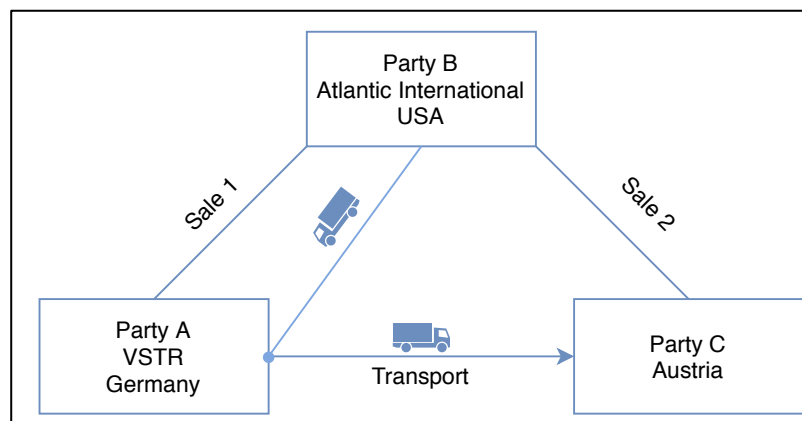 Party B
Atlantic International
USA
Sale 1
Sale 2
Party A
VSTR
Germany
Transport
Party C
Austria